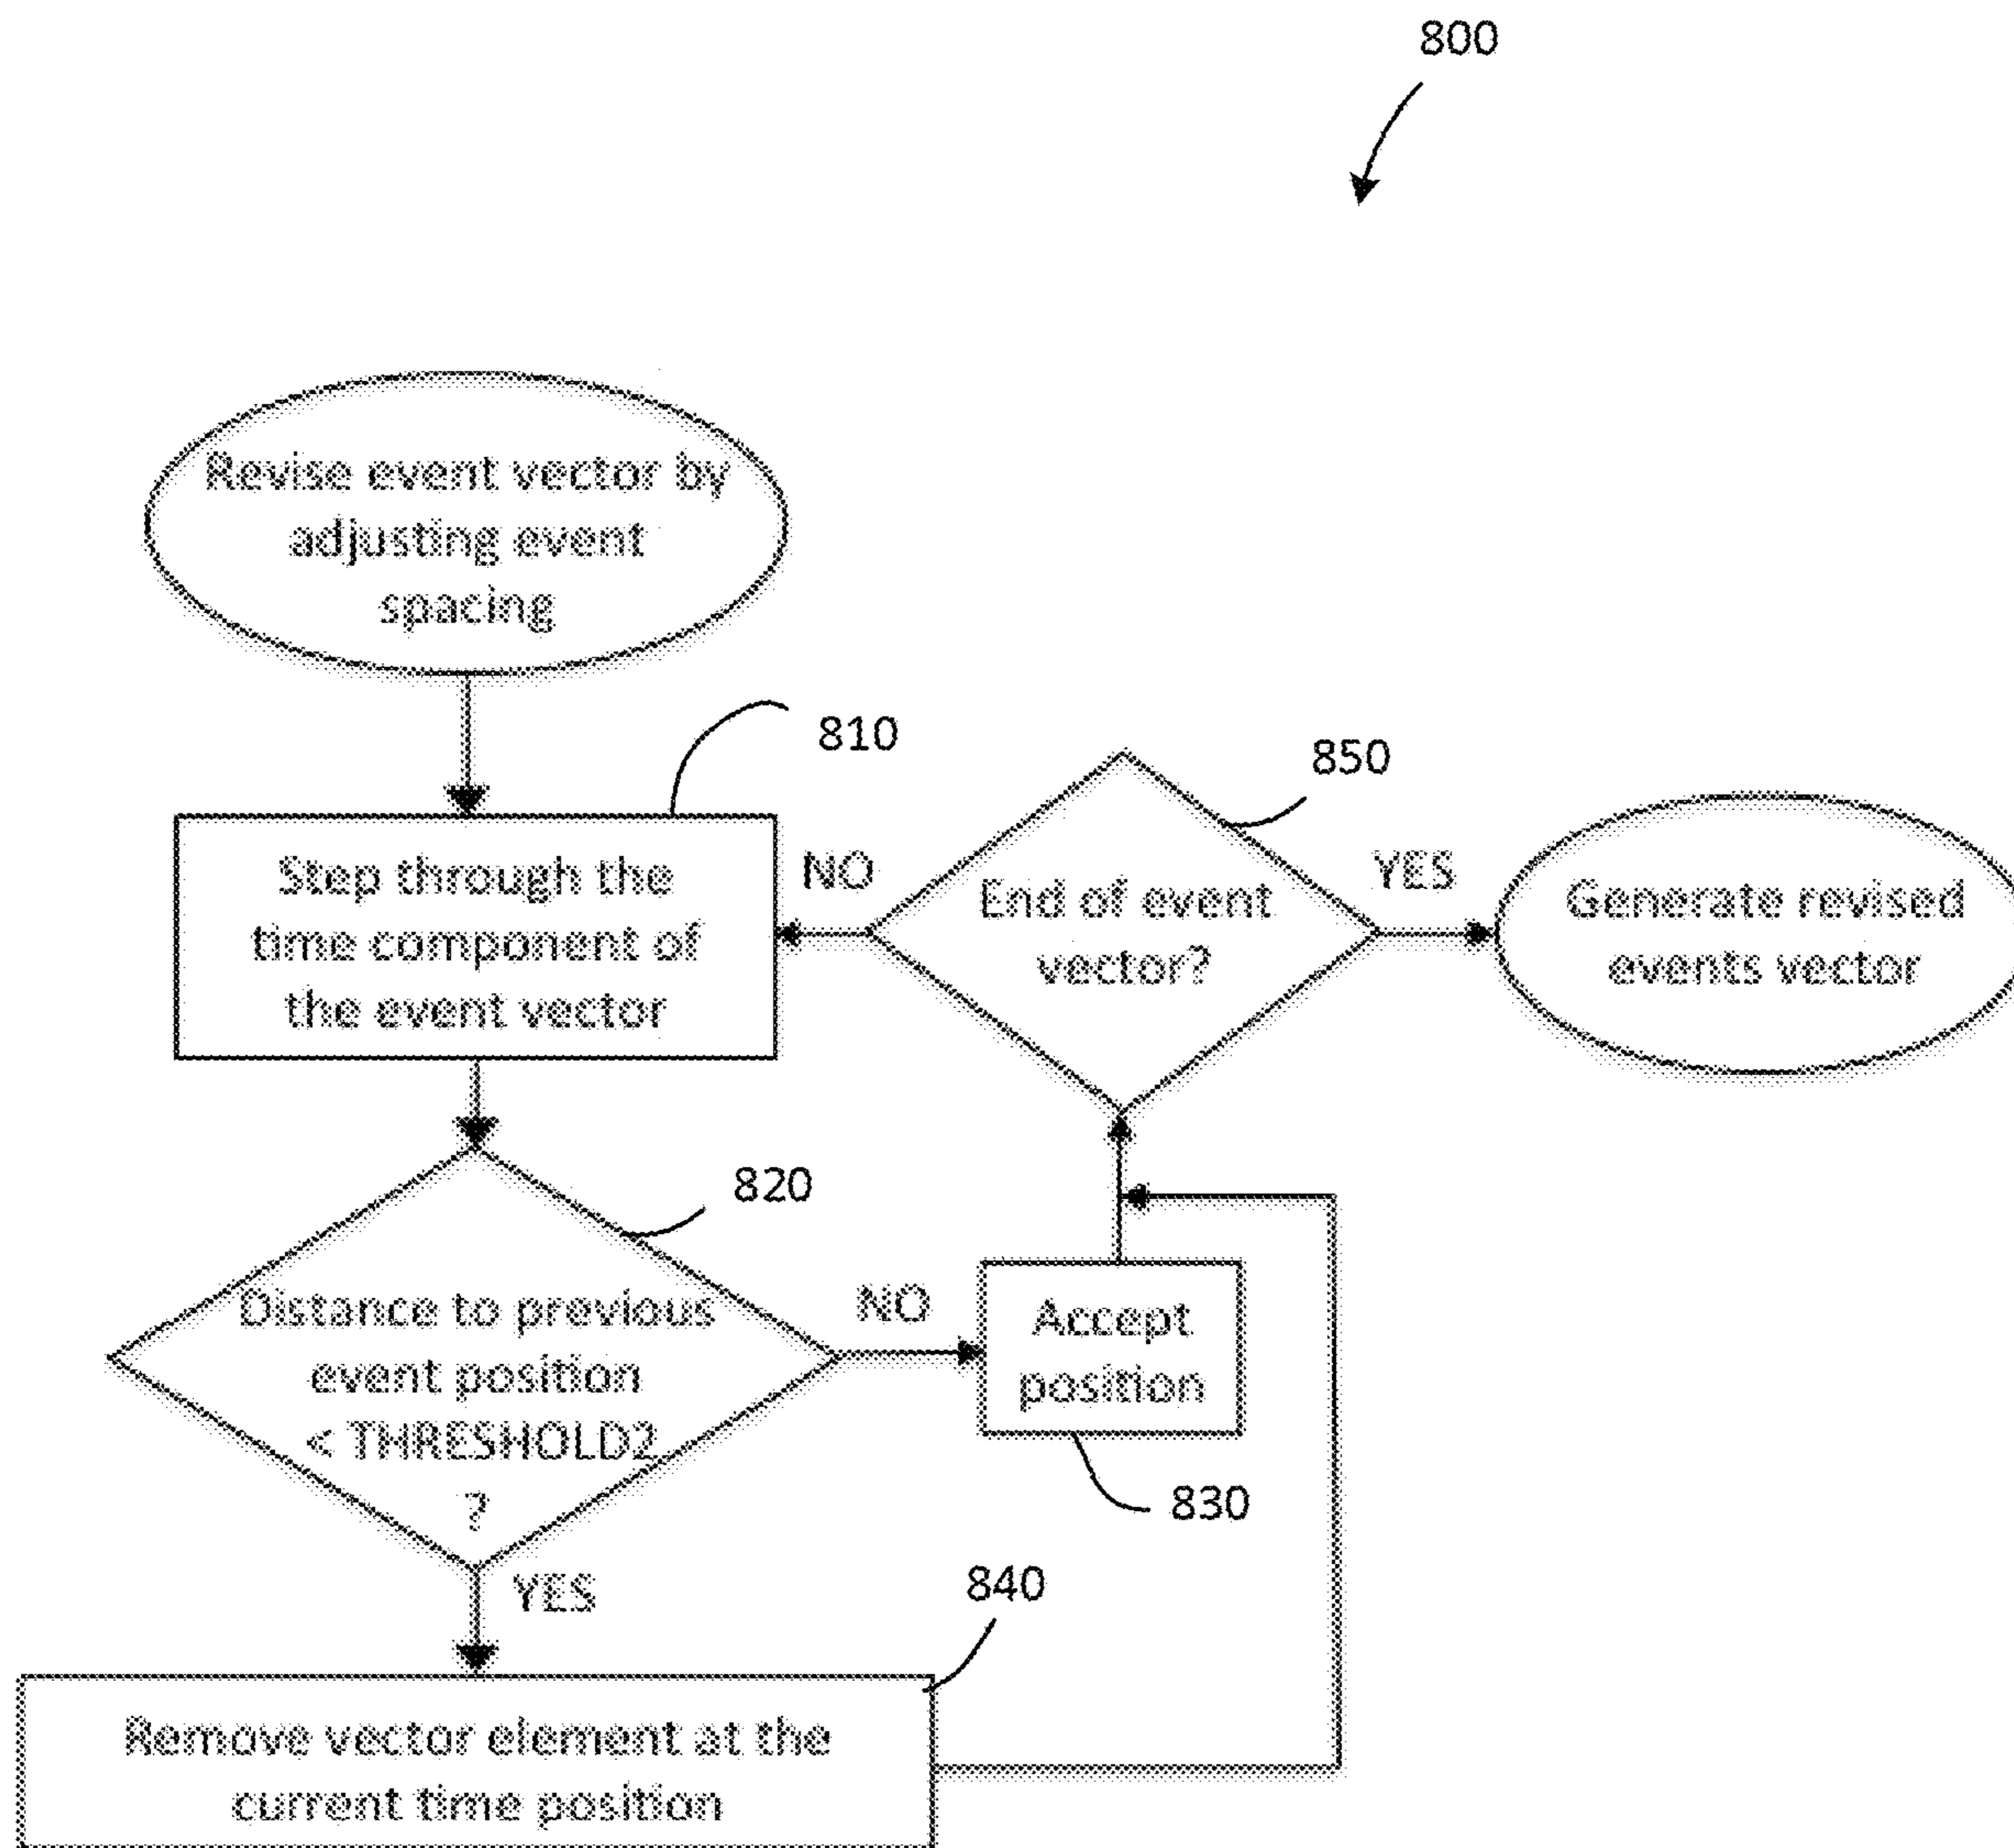 800
Revise event vector by
adjusting event
spacing
810
Step through the
time component of
the event vector
NO
850
End of event
vector?
YES
Generate revised
events vector
820
Distance to previous
event position
< THRESHOLD2
?
NO
Accept
position
830
YES
840
Remove vector element at the
current time position